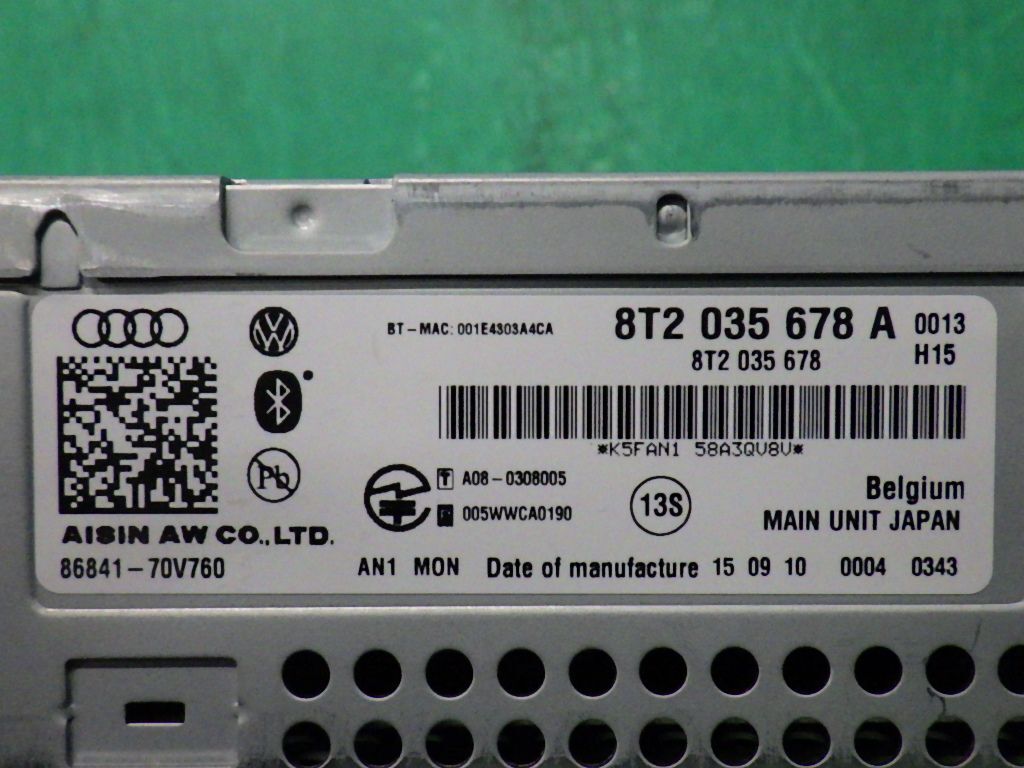 BT-MAC: 001E4303A4CA
8T2 035 678 A 0013
8T2 035 678 H15
*K5FAN1 58A3QV8V*
T A08-0308005
005WWCA0190
13S
Pb
Belgium
MAIN UNIT JAPAN
AISIN AW CO.,LTD.
86841-70V760
AN1 MON Date of manufacture 15 09 10 0004 0343